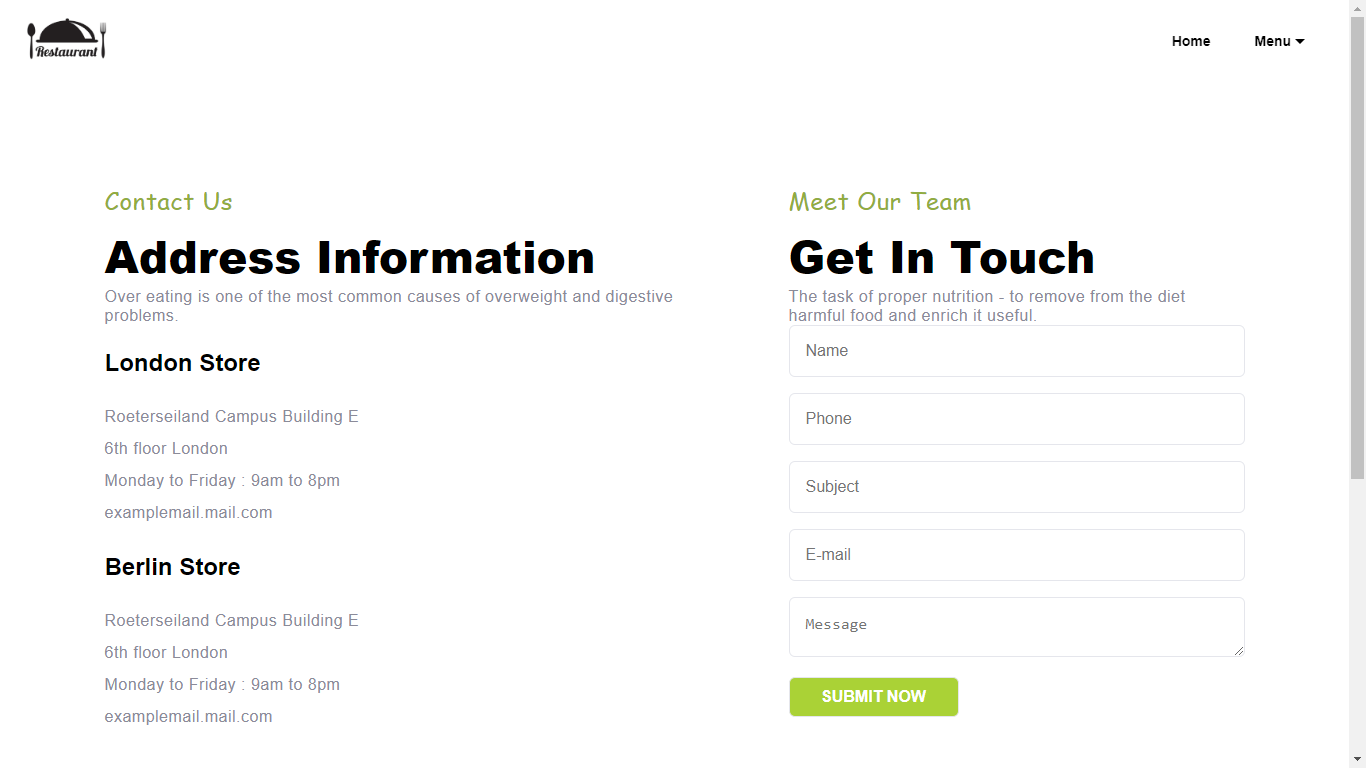 Restaurant
Home
Menu
Contact Us
Address Information
Over eating is one of the most common causes of overweight and digestive
problems.
London Store
Roeterseiland Campus Building E
6th floor London
Monday to Friday : 9am to 8pm
examplemail.mail.com
Berlin Store
Roeterseiland Campus Building E
6th floor London
Monday to Friday : 9am to 8pm
examplemail.mail.com
Meet Our Team
Get In Touch
The task of proper nutrition - to remove from the diet
harmful food and enrich it useful.
Name
Phone
Subject
E-mail
Message
SUBMIT NOW